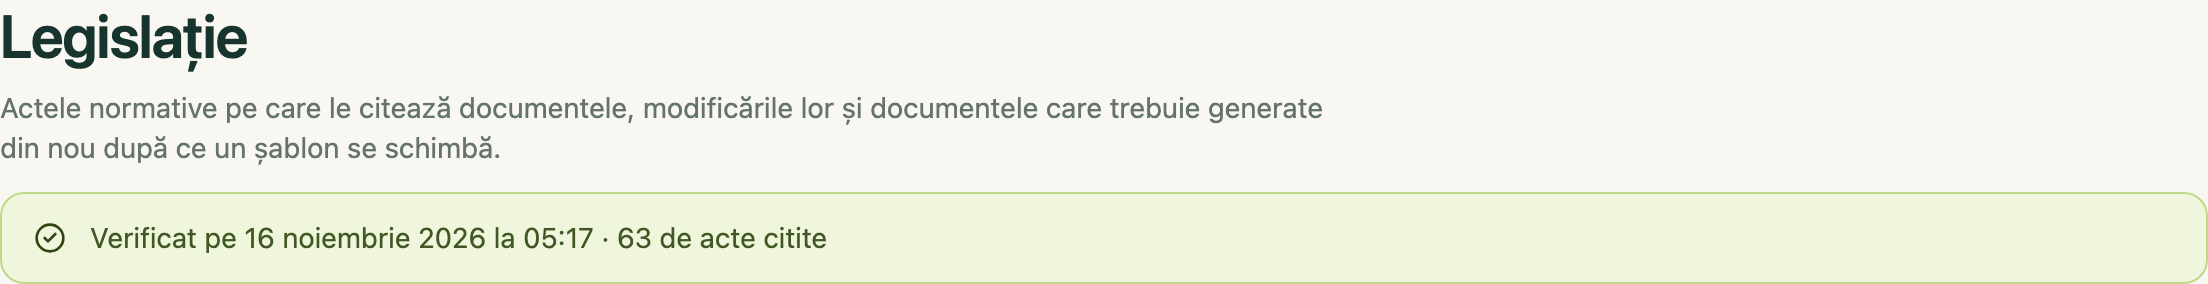 Legislație
Actele normative pe care le citează documentele, modificările lor și documentele care trebuie generate
din nou după ce un șablon se schimbă.
Verificat pe 16 noiembrie 2026 la 05:17 · 63 de acte citite